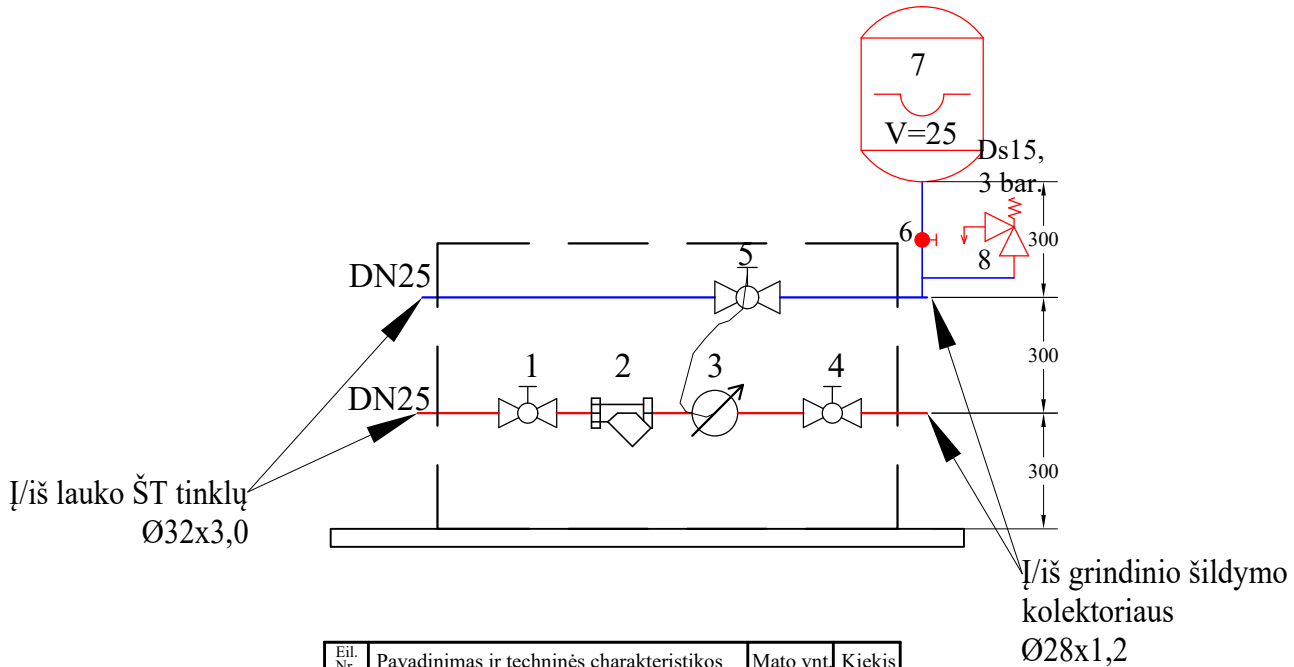 7
V=25
Ds15,
3 bar.
6
8
300
5
DN25
300
1
2
3
4
DN25
300
Į/iš lauko ŠT tinklų
Ø32x3,0
Į/iš grindinio šildymo
kolektoriaus
Ø28x1,2
Eil.
Nr. Pavadinimas ir techninės charakteristikos Mato vnt. Kiekis